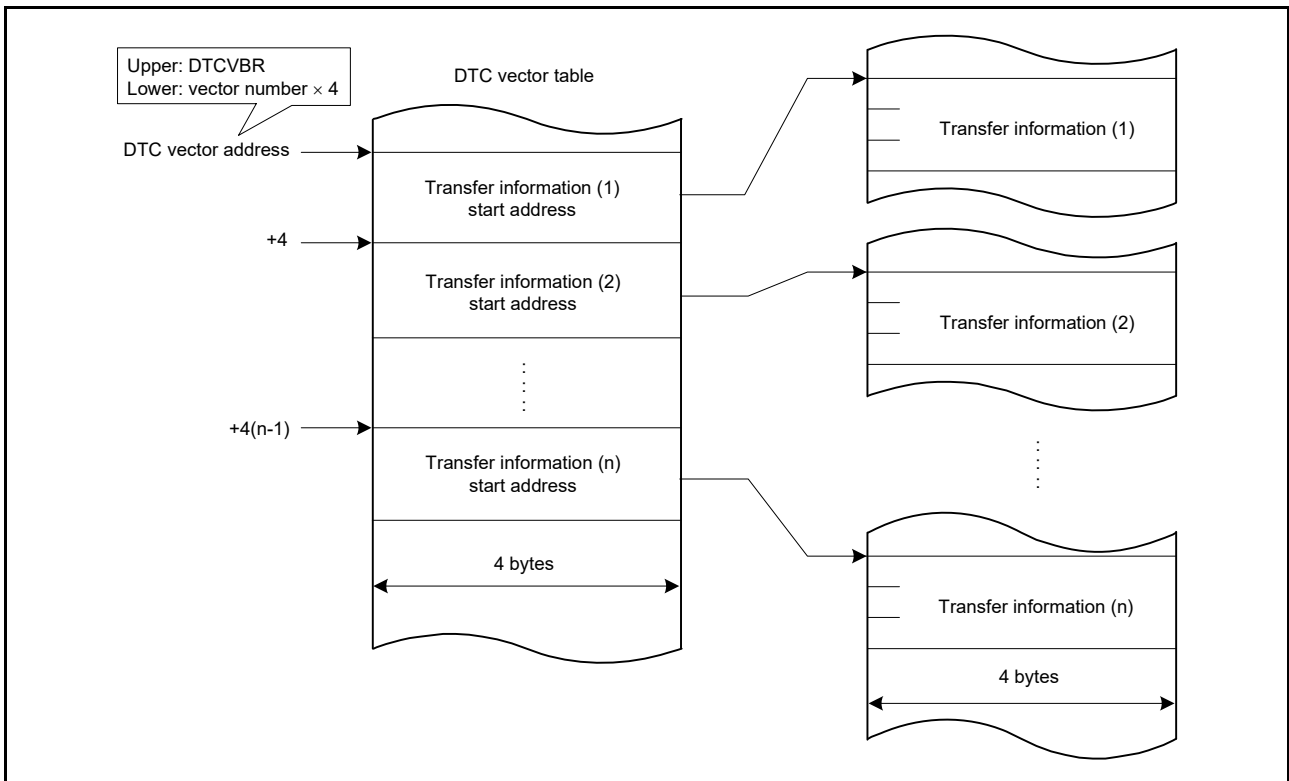 Upper: DTCVBR
Lower: vector number × 4
DTC vector table
DTC vector address
Transfer information (1)
start address
+4
Transfer information (2)
start address
+4(n-1)
Transfer information (n)
start address
4 bytes
Transfer information (1)
Transfer information (2)
Transfer information (n)
4 bytes